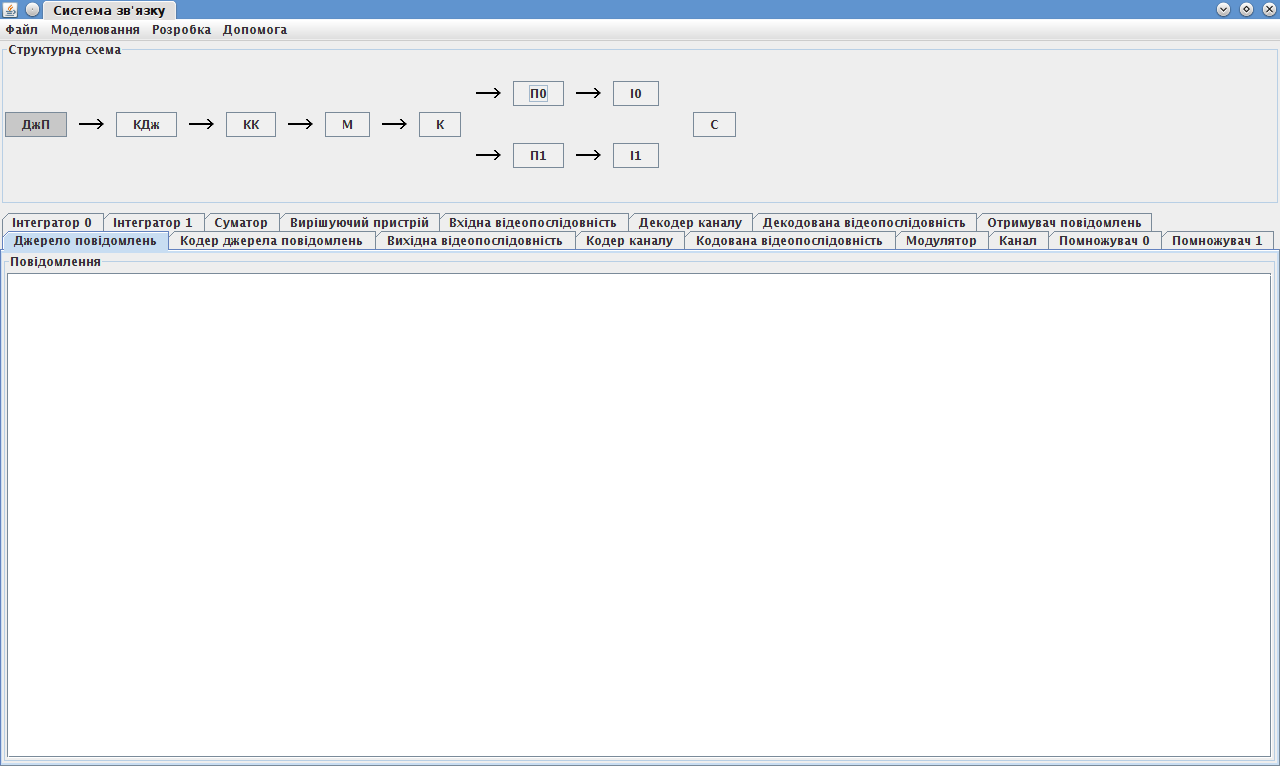 Система зв'язку
Файл Моделювання Розробка Допомога
Структурна схема
П0 І0
ДжП КДж КК М К С
П1 І1
Інтегратор 0 Інтегратор 1 Суматор Вирішуючий пристрій Вхідна відеопослідовність Декодер каналу Декодована відеопослідовність Отримувач повідомлень
Джерело повідомлень Кодер джерела повідомлень Вихідна відеопослідовність Кодер каналу Кодована відеопослідовність Модулятор Канал Помножувач 0 Помножувач 1
Повідомлення